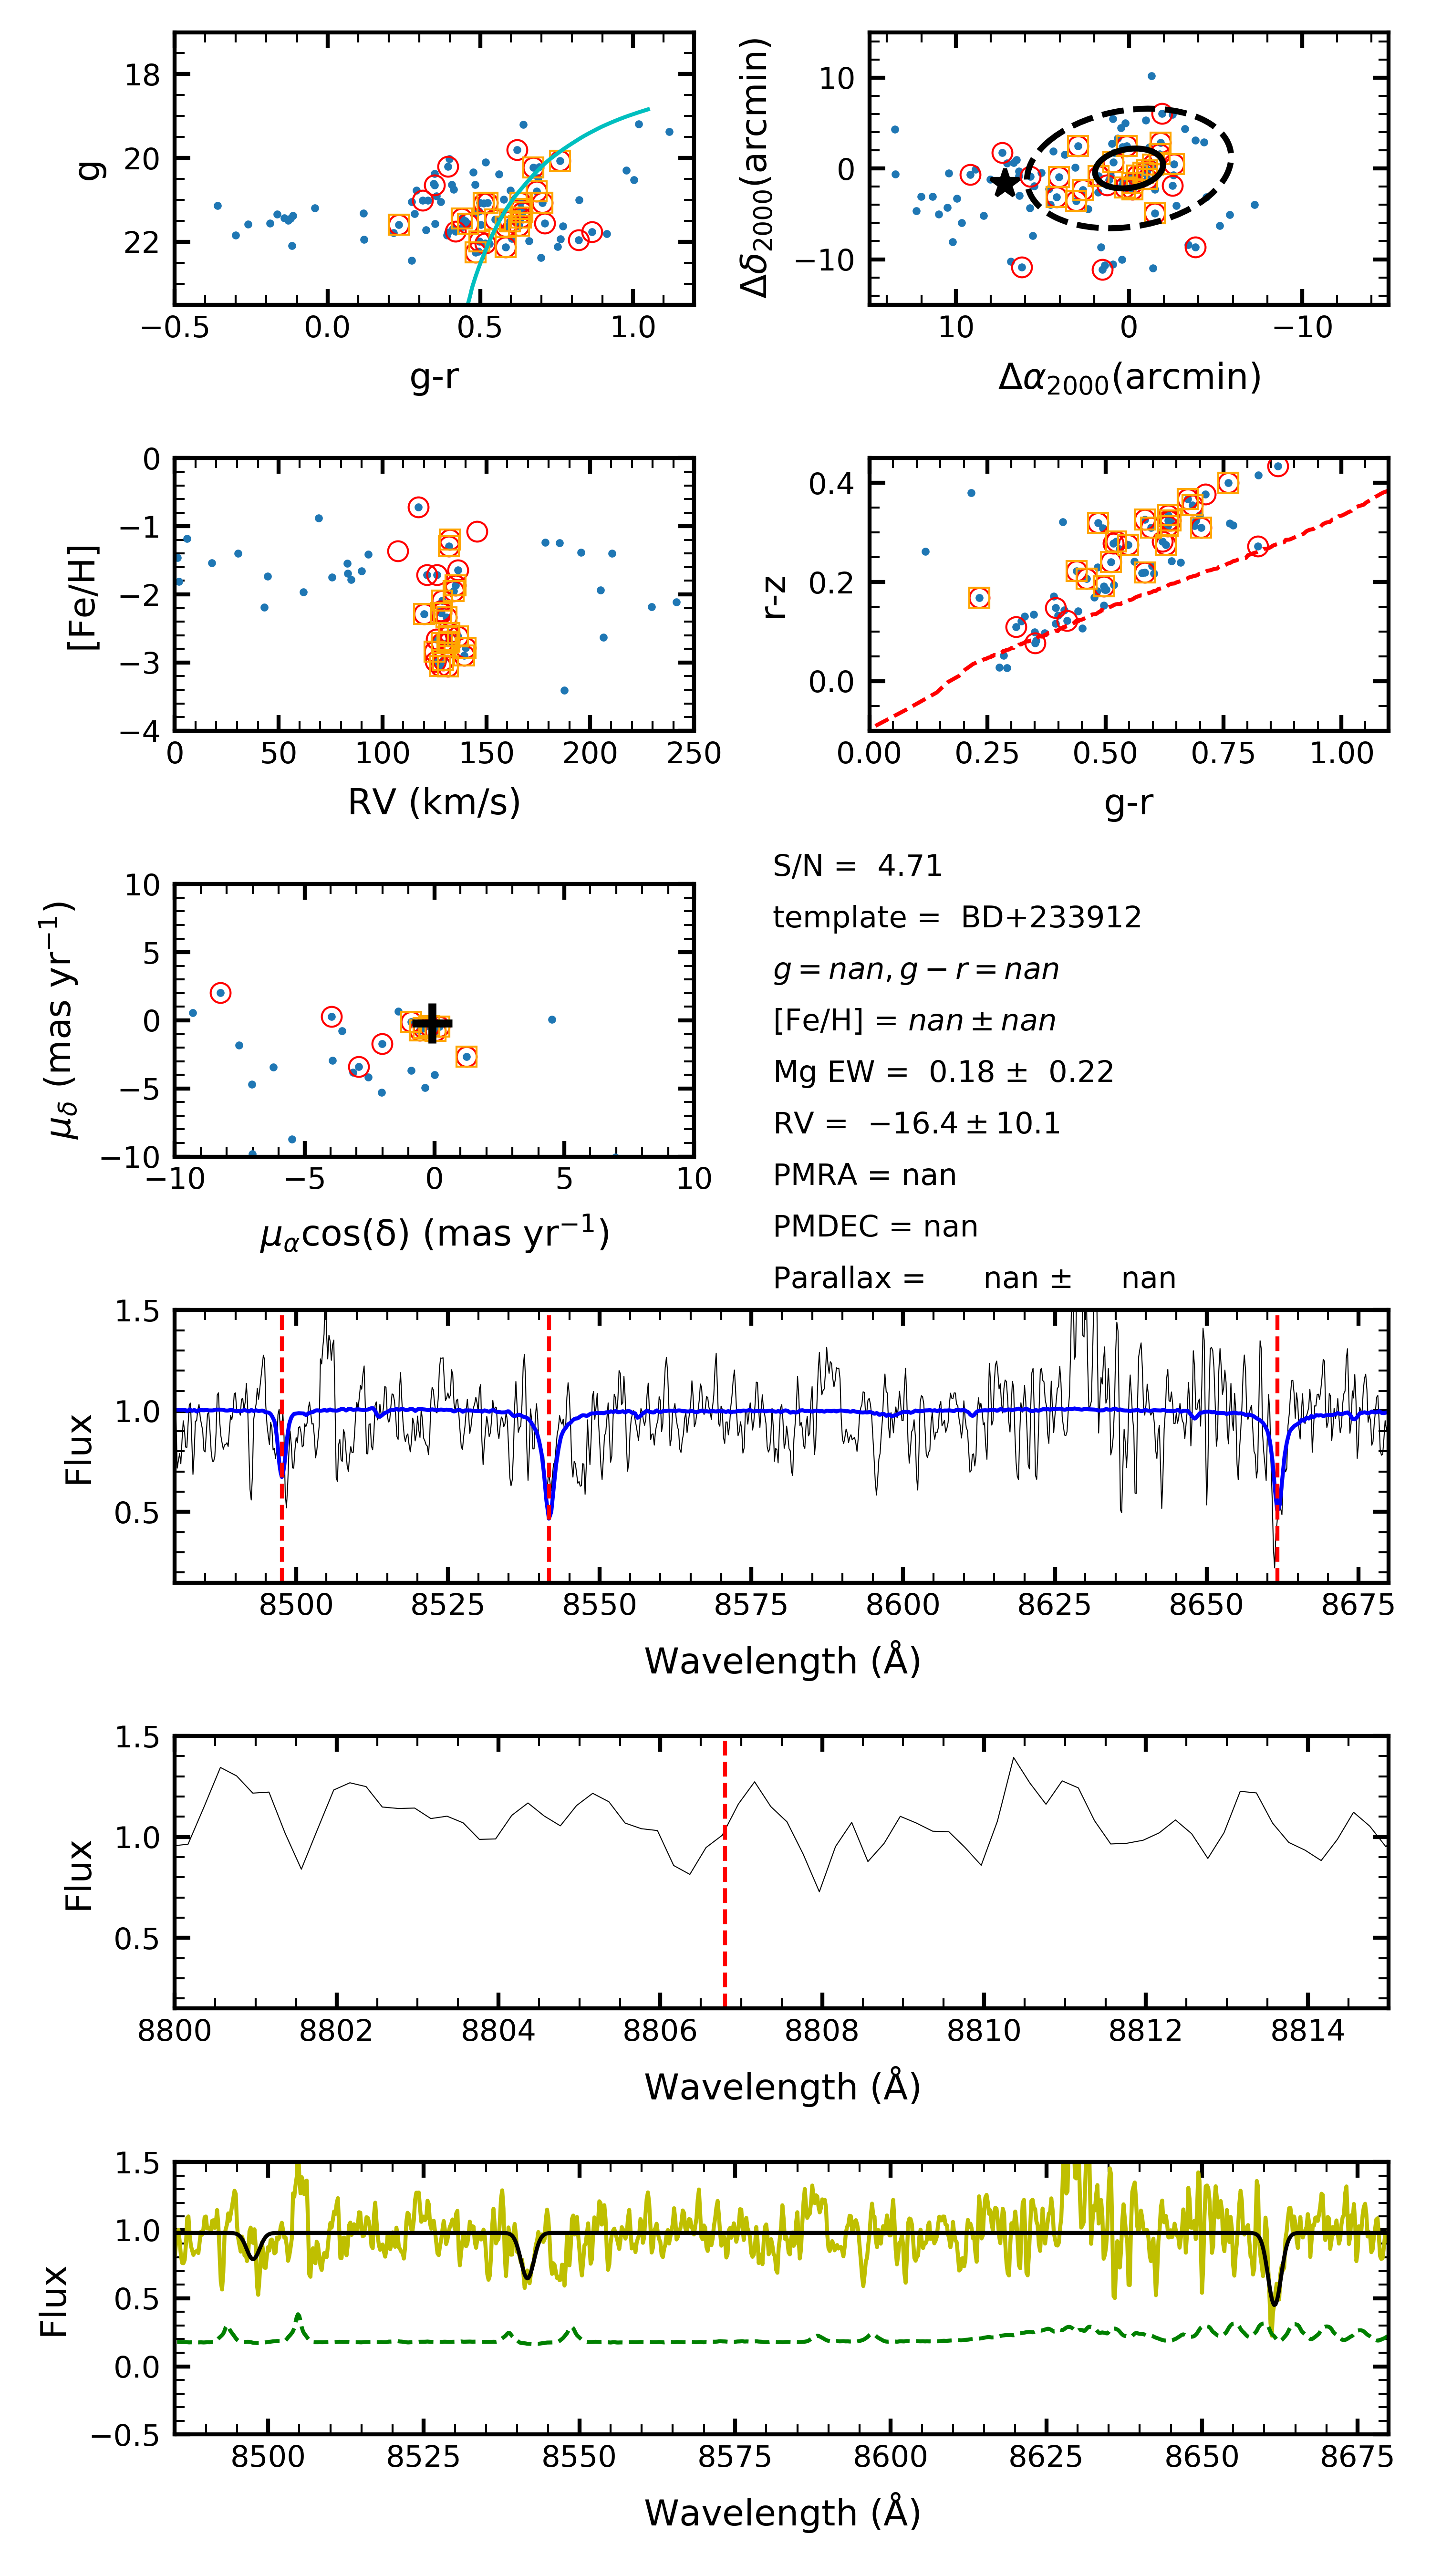 18
20
22
g
−0.5 0.0 0.5 1.0
g-r
10
0
−10
Δδ2000(arcmin)
10 0 −10
Δα2000(arcmin)
0
−1
−2
−3
−4
[Fe/H]
0 50 100 150 200 250
RV (km/s)
0.4
0.2
0.0
r-z
0.00 0.25 0.50 0.75 1.00
g-r
10
5
0
−5
−10
μδ (mas yr−1)
−10 −5 0 5 10
μαcos(δ) (mas yr−1)
S/N = 4.71
template = BD+233912
g = nan, g − r = nan
[Fe/H] = nan ± nan
Mg EW = 0.18 ± 0.22
RV = −16.4 ± 10.1
PMRA = nan
PMDEC = nan
Parallax = nan ± nan
1.5
1.0
0.5
Flux
8500 8525 8550 8575 8600 8625 8650 8675
Wavelength (Å)
1.5
1.0
0.5
Flux
8800 8802 8804 8806 8808 8810 8812 8814
Wavelength (Å)
1.5
1.0
0.5
0.0
−0.5
Flux
8500 8525 8550 8575 8600 8625 8650 8675
Wavelength (Å)